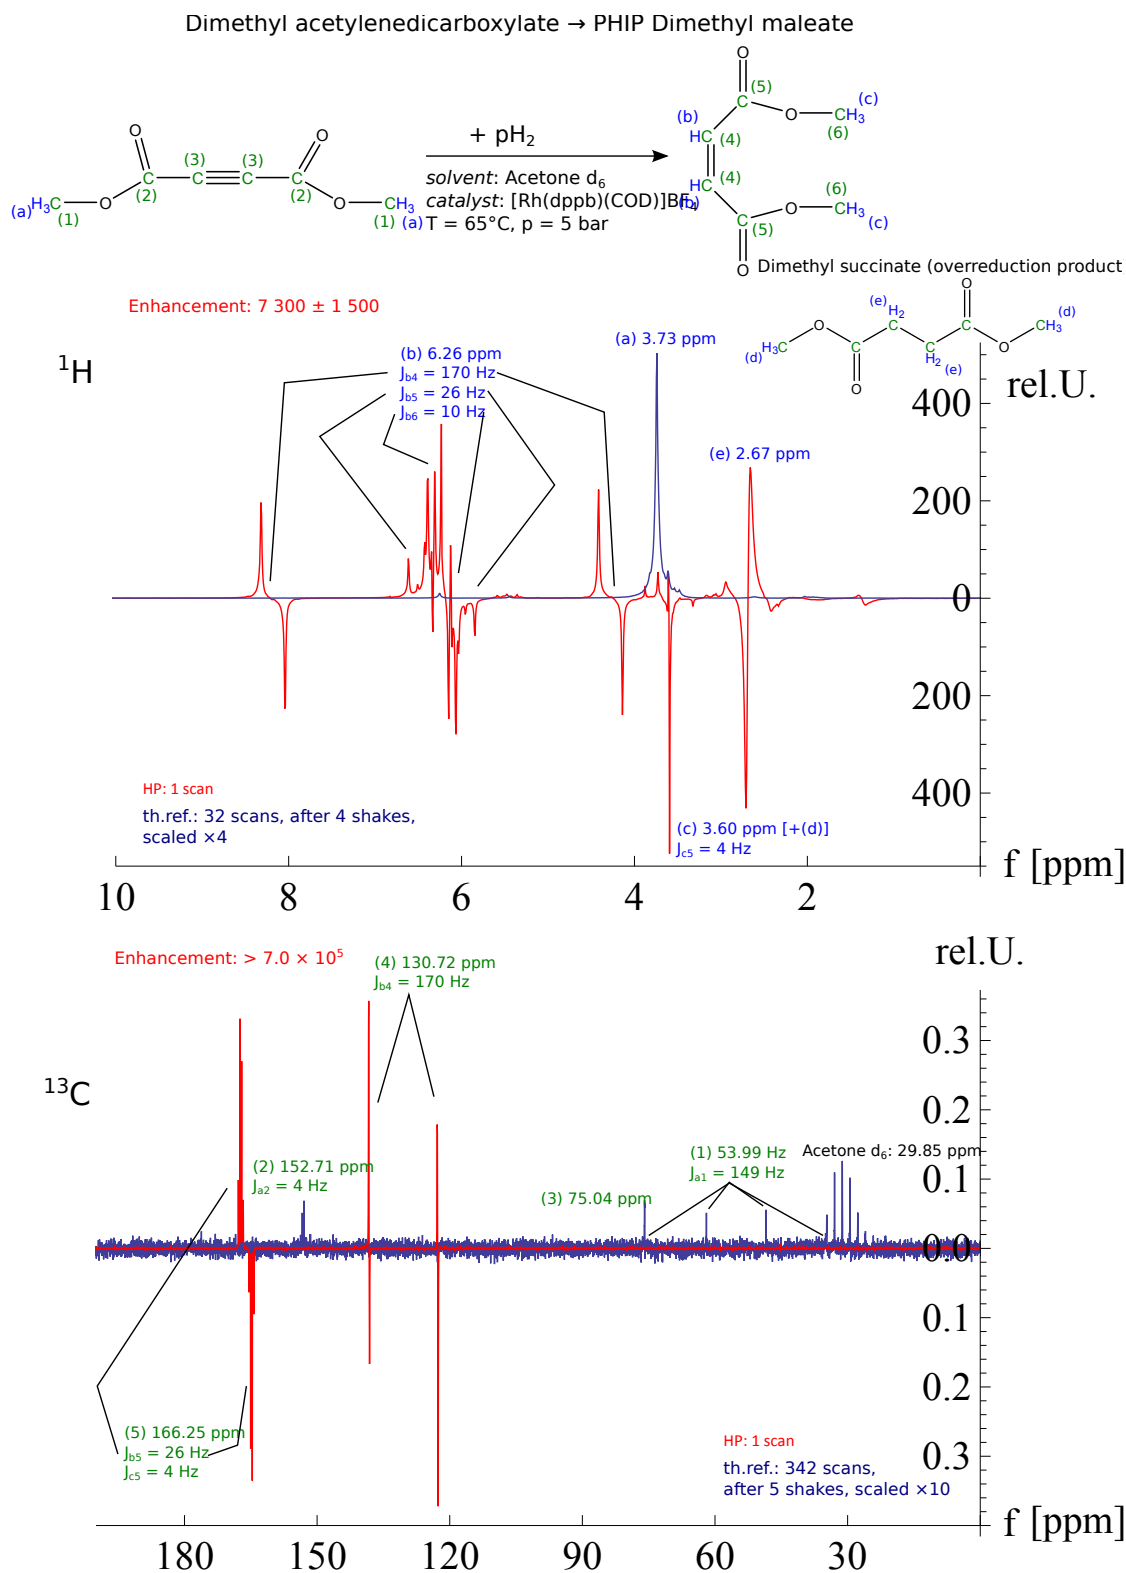 Dimethyl acetylenedicarboxylate → PHIP Dimethyl maleate
O
O
(5)
(c)
O
CH₃
(6)
(b)
HC
(4)
C
O
O
+ pH₂
(3)
(3)
C
C
C
C
(2)
(2)
solvent: Acetone d₆
catalyst: [Rh(dppb)(COD)]BF₄
T = 65°C, p = 5 bar
HC
(4)
(b)
(6)
O
CH₃
(c)
C
(5)
O
(a)
H₃C
(1)
O
O
CH₃
(1)
(a)
Dimethyl succinate (overreduction product)
Enhancement: 7 300 ± 1 500
O
(e)
H₂
C
C
(d)
CH₃
O
O
H₃C
(d)
C
C
H₂
(e)
O
¹H
(b) 6.26 ppm
J_b4 = 170 Hz
J_b5 = 26 Hz
J_b6 = 10 Hz
(a) 3.73 ppm
(e) 2.67 ppm
rel.U.
400
200
0
200
400
HP: 1 scan
th.ref.: 32 scans, after 4 shakes,
scaled ×4
(c) 3.60 ppm [+(d)]
J_c5 = 4 Hz
f [ppm]
10 8 6 4 2
Enhancement: > 7.0 × 10⁵
(4) 130.72 ppm
J_b4 = 170 Hz
rel.U.
¹³C
0.3
0.2
0.1
0.0
0.1
0.2
0.3
(2) 152.71 ppm
J_a2 = 4 Hz
(3) 75.04 ppm
(1) 53.99 Hz
J_a1 = 149 Hz
Acetone d₆: 29.85 ppm
(5) 166.25 ppm
J_b5 = 26 Hz
J_c5 = 4 Hz
HP: 1 scan
th.ref.: 342 scans,
after 5 shakes, scaled ×10
f [ppm]
180 150 120 90 60 30